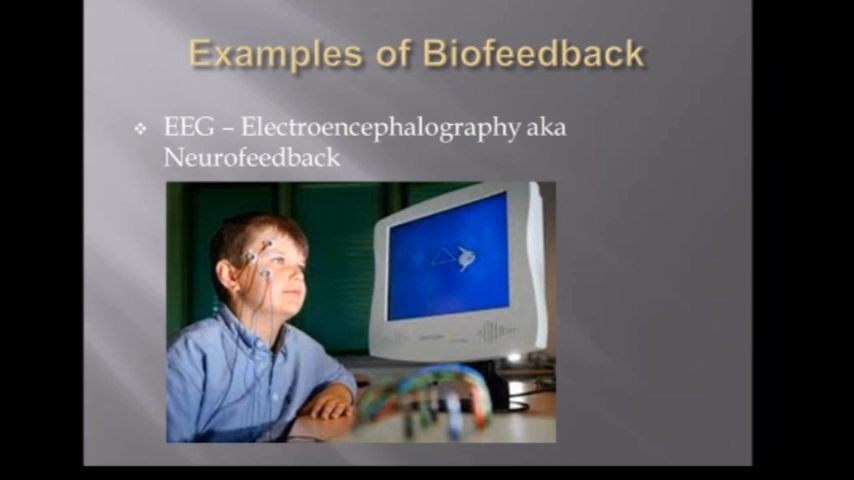 Examples of Biofeedback
❖ EEG – Electroencephalography aka
Neurofeedback